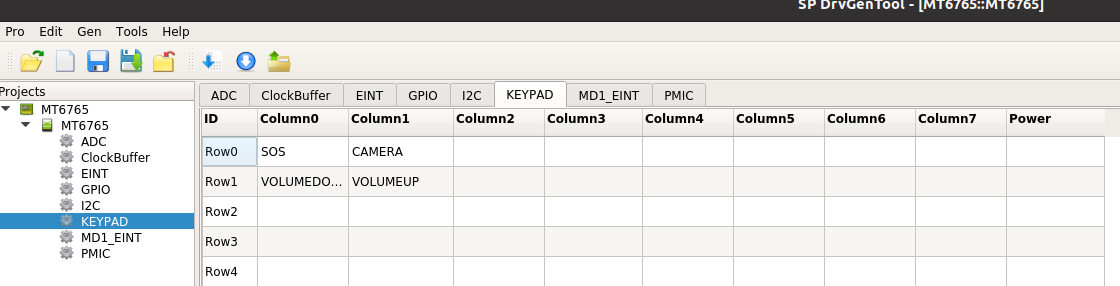 SP DrvGenTool - [MT6765::MT6765]
Pro Edit Gen Tools Help
Projects
MT6765
MT6765
ADC
ClockBuffer
EINT
GPIO
I2C
KEYPAD
MD1_EINT
PMIC
ADC ClockBuffer EINT GPIO I2C KEYPAD MD1_EINT PMIC
ID Column0 Column1 Column2 Column3 Column4 Column5 Column6 Column7 Power
Row0 SOS CAMERA
Row1 VOLUMEDO... VOLUMEUP
Row2
Row3
Row4